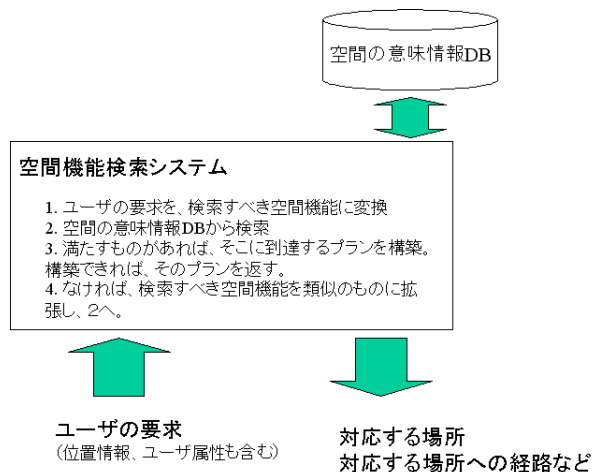 空間の意味情報DB
空間機能検索システム
1. ユーザの要求を、検索すべき空間機能に変換
2. 空間の意味情報DBから検索
3. 満たすものがあれば、そこに到達するプランを構築。
構築できれば、そのプランを返す。
4. なければ、検索すべき空間機能を類似のものに拡
張し、2へ。
ユーザの要求
(位置情報、ユーザ属性も含む)
対応する場所
対応する場所への経路など